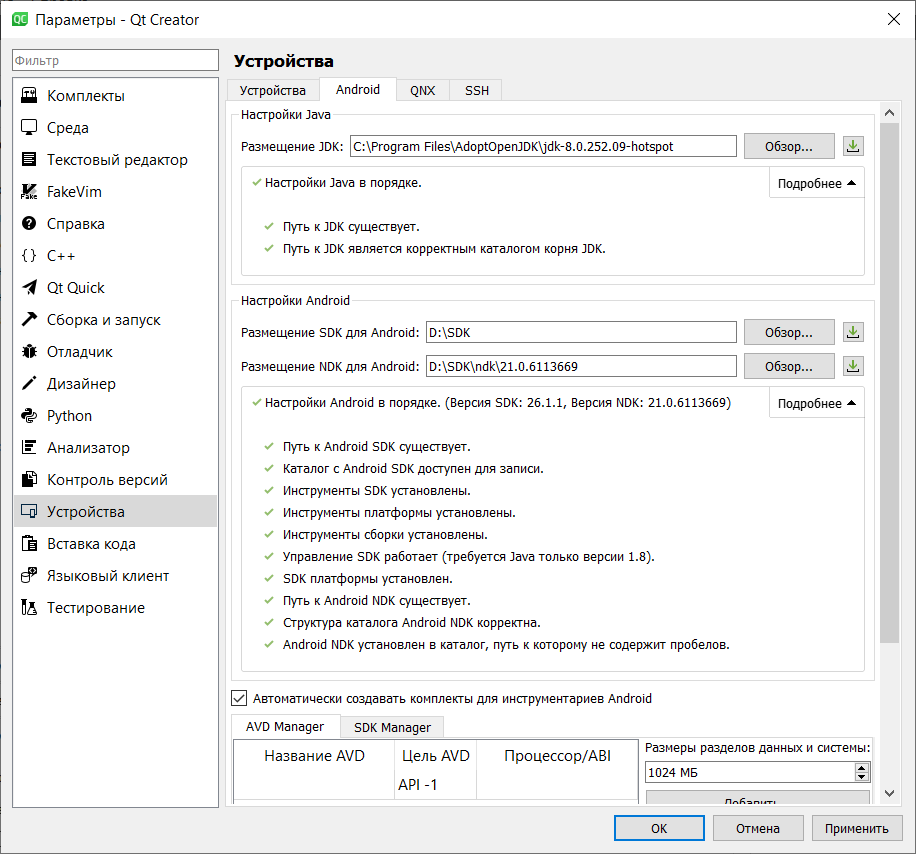 QC Параметры - Qt Creator
Фильтр
Комплекты
Среда
Текстовый редактор
FakeVim
Справка
C++
Qt Quick
Сборка и запуск
Отладчик
Дизайнер
Python
Анализатор
Контроль версий
Устройства
Вставка кода
Языковый клиент
Тестирование
Устройства
Устройства Android QNX SSH
Настройки Java
Размещение JDK: C:\Program Files\AdoptOpenJDK\jdk-8.0.252.09-hotspot Обзор...
Настройки Java в порядке. Подробнее
Путь к JDK существует.
Путь к JDK является корректным каталогом корня JDK.
Настройки Android
Размещение SDK для Android: D:\SDK Обзор...
Размещение NDK для Android: D:\SDK\ndk\21.0.6113669 Обзор...
Настройки Android в порядке. (Версия SDK: 26.1.1, Версия NDK: 21.0.6113669) Подробнее
Путь к Android SDK существует.
Каталог с Android SDK доступен для записи.
Инструменты SDK установлены.
Инструменты платформы установлены.
Инструменты сборки установлены.
Управление SDK работает (требуется Java только версии 1.8).
SDK платформы установлен.
Путь к Android NDK существует.
Структура каталога Android NDK корректна.
Android NDK установлен в каталог, путь к которому не содержит пробелов.
Автоматически создавать комплекты для инструментариев Android
AVD Manager SDK Manager
Название AVD Цель AVD Процессор/ABI
API -1
Размеры разделов данных и системы:
1024 МБ
Добавить
OK Отмена Применить